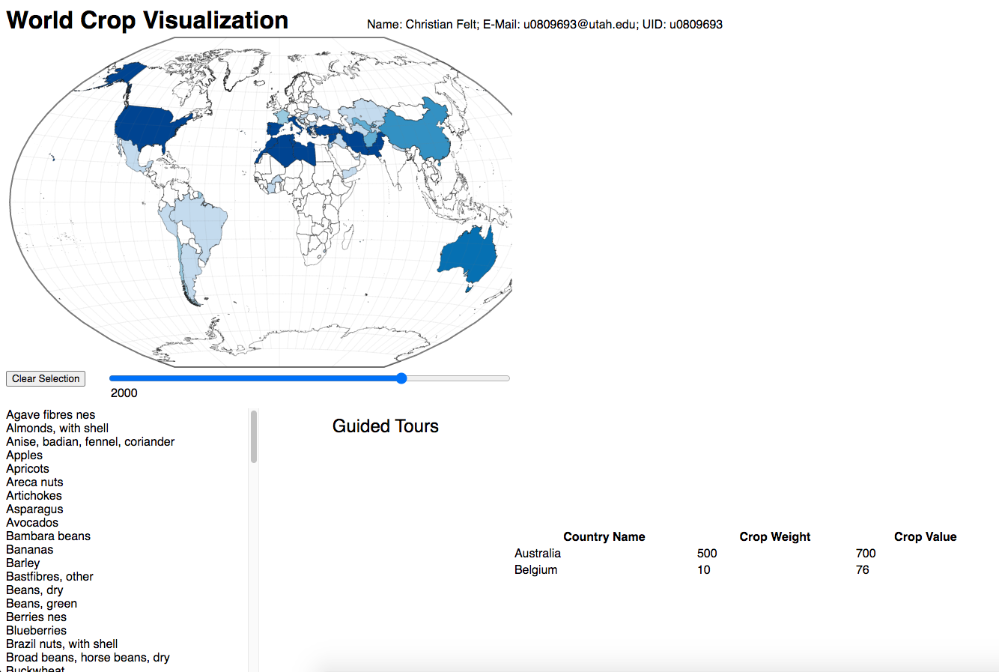 World Crop Visualization
Name: Christian Felt; E-Mail: u0809693@utah.edu; UID: u0809693
Clear Selection
2000
Agave fibres nes
Almonds, with shell
Anise, badian, fennel, coriander
Apples
Apricots
Areca nuts
Artichokes
Asparagus
Avocados
Bambara beans
Bananas
Barley
Bastfibres, other
Beans, dry
Beans, green
Berries nes
Blueberries
Brazil nuts, with shell
Broad beans, horse beans, dry
Buckwheat
Guided Tours
Country Name Crop Weight Crop Value
Australia 500 700
Belgium 10 76